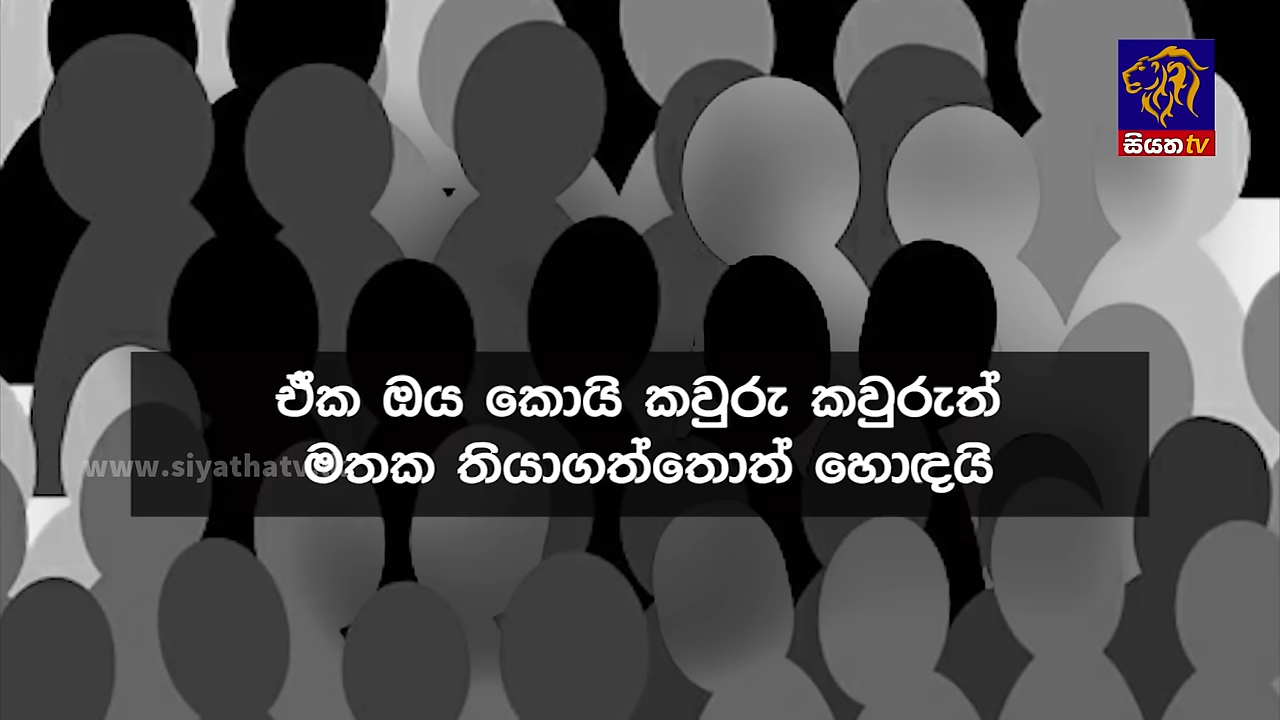 සියත tv
ඒක ඔය කොයි කවුරු කවුරුත්
මතක තියාගත්තොත් හොඳයි
www.siyathatv.